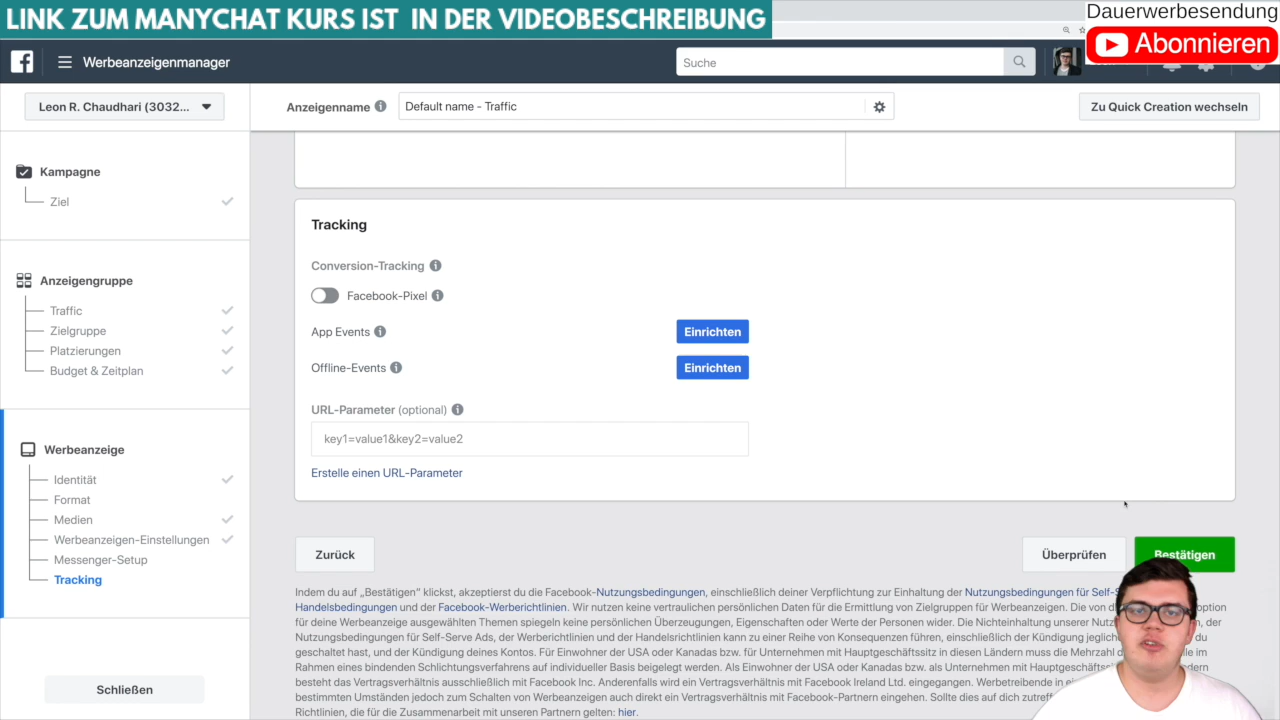 LINK ZUM MANYCHAT KURS IST IN DER VIDEOBESCHREIBUNG
Dauerwerbesendung
Abonnieren
Werbeanzeigenmanager
Suche
Leon R. Chaudhari (3032...
Anzeigenname
Default name - Traffic
Zu Quick Creation wechseln
Kampagne
Ziel
Anzeigengruppe
Traffic
Zielgruppe
Platzierungen
Budget & Zeitplan
Werbeanzeige
Identität
Format
Medien
Werbeanzeigen-Einstellungen
Messenger-Setup
Tracking
Schließen
Tracking
Conversion-Tracking
Facebook-Pixel
App Events
Einrichten
Offline-Events
Einrichten
URL-Parameter (optional)
key1=value1&key2=value2
Erstelle einen URL-Parameter
Zurück
Überprüfen
Bestätigen
Indem du auf „Bestätigen" klickst, akzeptierst du die Facebook-Nutzungsbedingungen, einschließlich deiner Verpflichtung zur Einhaltung der Nutzungsbedingungen für Self-S
Handelsbedingungen und der Facebook-Werberichtlinien. Wir nutzen keine vertraulichen persönlichen Daten für die Ermittlung von Zielgruppen für Werbeanzeigen. Die von d option
für deine Werbeanzeige ausgewählten Themen spiegeln keine persönlichen Überzeugungen, Eigenschaften oder Werte der Personen wider. Die Nichteinhaltung unserer Nutz , der
Nutzungsbedingungen für Self-Serve Ads, der Werberichtlinien und der Handelsrichtlinien kann zu einer Reihe von Konsequenzen führen, einschließlich der Kündigung jeglich du
geschaltet hast, und der Kündigung deines Kontos. Für Einwohner der USA oder Kanadas bzw. für Unternehmen mit Hauptgeschäftssitz in diesen Ländern muss die Mehrzahl d le im
Rahmen eines bindenden Schlichtungsverfahrens auf individueller Basis beigelegt werden. Als Einwohner der USA oder Kanadas bzw. als Unternehmen mit Hauptgeschäftssi ndern
besteht das Vertragsverhältnis ausschließlich mit Facebook Inc. Anderenfalls wird ein Vertragsverhältnis mit Facebook Ireland Ltd. eingegangen. Werbetreibende in ei
bestimmten Umständen jedoch zum Schalten von Werbeanzeigen auch direkt ein Vertragsverhältnis mit Facebook-Partnern eingehen. Sollte dies auf dich zutref
Richtlinien, die für die Zusammenarbeit mit unseren Partnern gelten: hier.